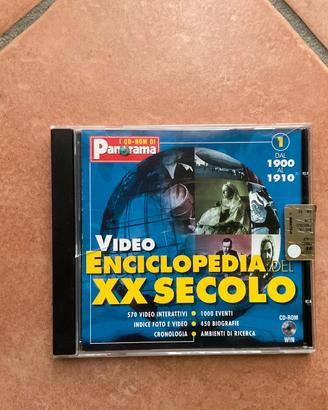 I CD-ROM DI
Panorama
1
DAL
1900
AL
1910
VIDEO
ENCICLOPEDIA DEL
XX SECOLO
570 VIDEO INTERATTIVI • 1000 EVENTI
INDICE FOTO E VIDEO • 450 BIOGRAFIE
CRONOLOGIA • AMBIENTI DI RICERCA
CD-ROM
WIN